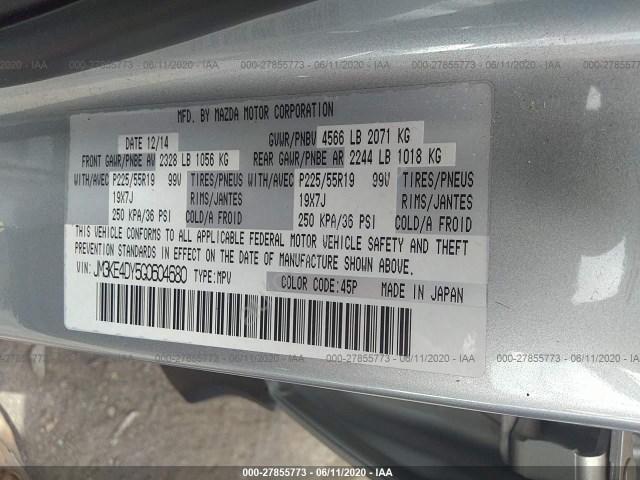 000-27855773 - 06/11/2020 - IAA
000-27855773 - 06/11/2020 - IAA
000-27855773 - 06/11/2020 - IAA
MFD. BY MAZDA MOTOR CORPORATION
DATE 12/14 GVWR/PNBV 4566 LB 2071 KG
FRONT GAWR/PNBE AV 2328 LB 1056 KG REAR GAWR/PNBE AR 2244 LB 1018 KG
WITH/AVEC P225/55R19 99V TIRES/PNEUS WITH/AVEC P225/55R19 99V TIRES/PNEUS
19X7J RIMS/JANTES 19X7J RIMS/JANTES
250 KPA/36 PSI COLD/A FROID 250 KPA/36 PSI COLD/A FROID
THIS VEHICLE CONFORMS TO ALL APPLICABLE FEDERAL MOTOR VEHICLE SAFETY AND THEFT
PREVENTION STANDARDS IN EFFECT ON THE DATE OF MANUFACTURE SHOWN ABOVE.
VIN: JM3KE4DY5G0604680 TYPE:MPV COLOR CODE:45P MADE IN JAPAN
000-27855773 - 06/11/2020 - IAA
000-27855773 - 06/11/2020 - IAA
000-27855773 - 06/11/2020 - IAA
000-27855773 - 06/11/2020 - IAA